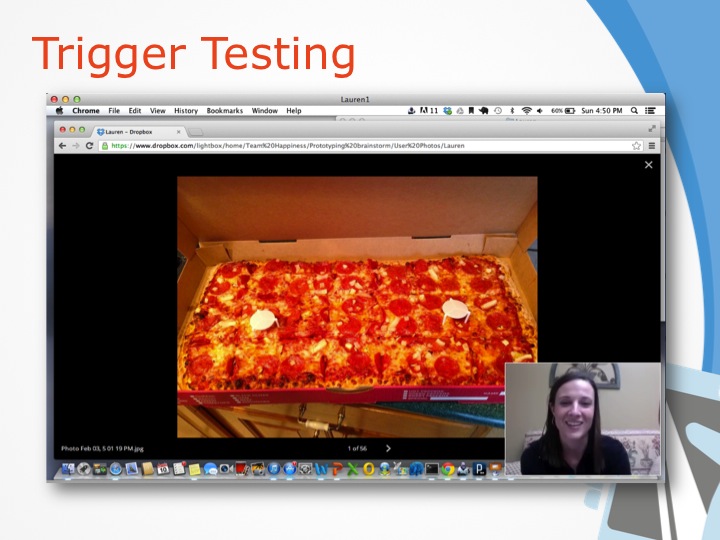 Trigger Testing
Lauren1
Chrome File Edit View History Bookmarks Window Help 11 60% Sun 4:50 PM
Lauren - Dropbox
https://www.dropbox.com/lightbox/home/Team%20Happiness/Prototyping%20brainstorm/User%20Photos/Lauren
Photo Feb 03, 5 01 19 PM.jpg 1 of 56